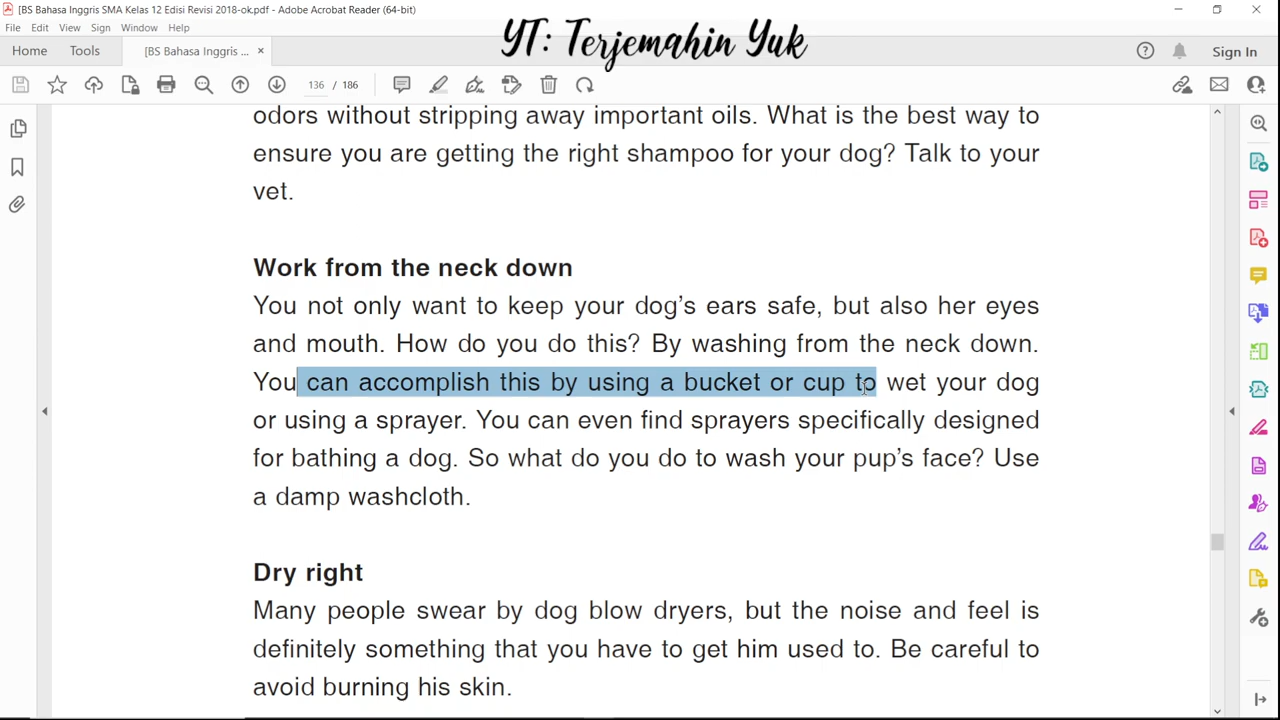 [BS Bahasa Inggris SMA Kelas 12 Edisi Revisi 2018-ok.pdf - Adobe Acrobat Reader (64-bit)
YT: Terjemahin Yuk
File Edit View Sign Window Help
Home Tools [BS Bahasa Inggris ... × Sign In
136 / 186
odors without stripping away important oils. What is the best way to
ensure you are getting the right shampoo for your dog? Talk to your
vet.
Work from the neck down
You not only want to keep your dog’s ears safe, but also her eyes
and mouth. How do you do this? By washing from the neck down.
You can accomplish this by using a bucket or cup to wet your dog
or using a sprayer. You can even find sprayers specifically designed
for bathing a dog. So what do you do to wash your pup’s face? Use
a damp washcloth.
Dry right
Many people swear by dog blow dryers, but the noise and feel is
definitely something that you have to get him used to. Be careful to
avoid burning his skin.